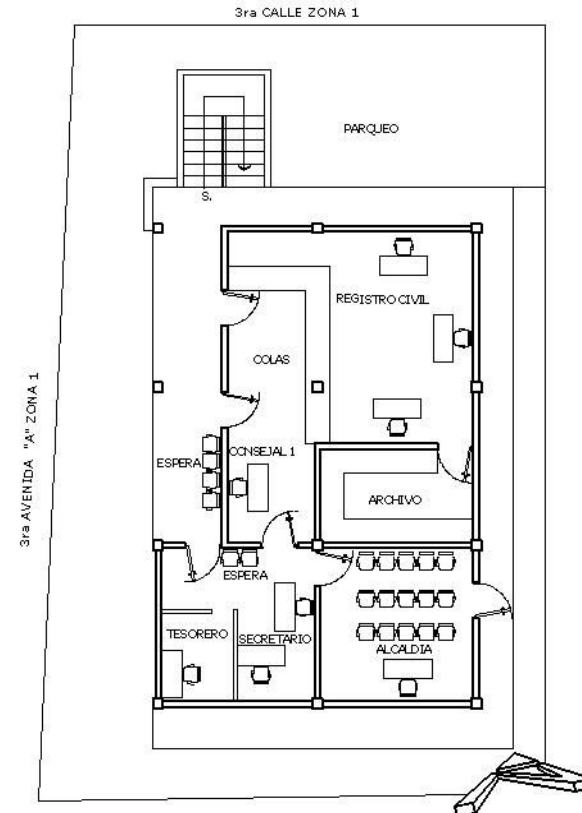 3ra CALLE ZONA 1
PARQUEO
S.
REGISTRO CIVIL
COLAS
3ra AVENIDA "A" ZONA 1
ESPERA
CONSEJAL 1
ARCHIVO
ESPERA
TESORERO
SECRETARIO
ALCALDIA